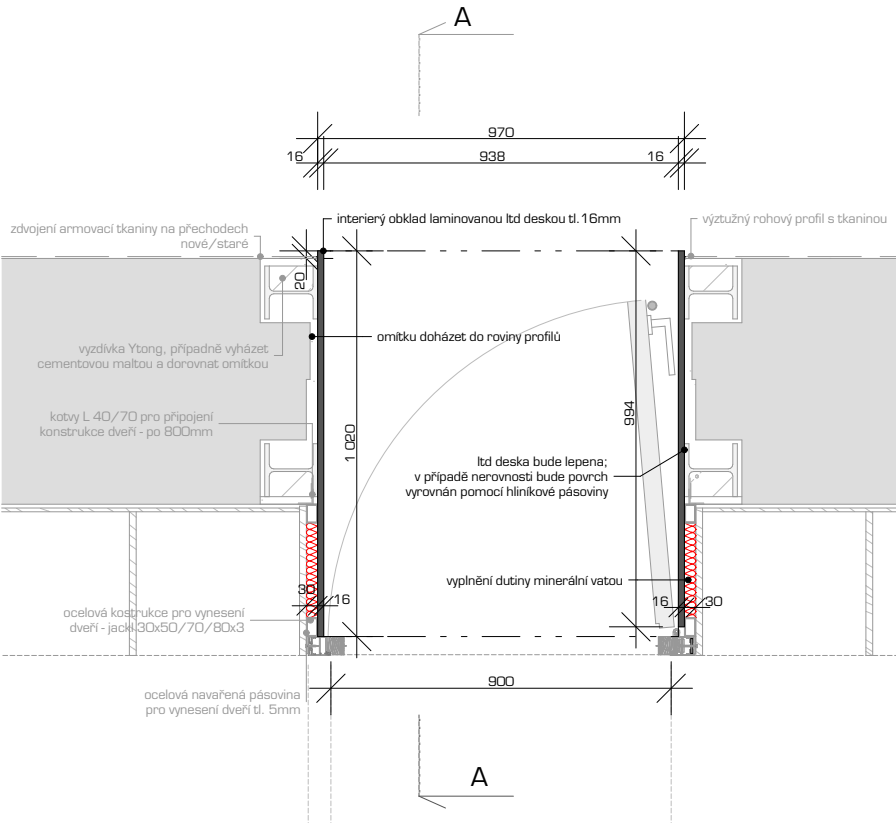 A
970
16
938
16
interierý obklad laminovanou ltd deskou tl.16mm
výztužný rohový profil s tkaninou
zdvojení armovací tkaniny na přechodech
nové/staré
20
omítku doházet do roviny profilů
vyzdívka Ytong, případně vyházet
cementovou maltou a dorovnat omítkou
kotvy L 40/70 pro připojení
konstrukce dveří - po 800mm
1 020
994
ltd deska bude lepena;
v případě nerovnosti bude povrch
vyrovnán pomocí hliníkové pásoviny
vyplnění dutiny minerální vatou
30
16
16
30
ocelová kostrukce pro vynesení
dveří - jackl 30x50/70/80x3
900
ocelová navařená pásovina
pro vynesení dveří tl. 5mm
A